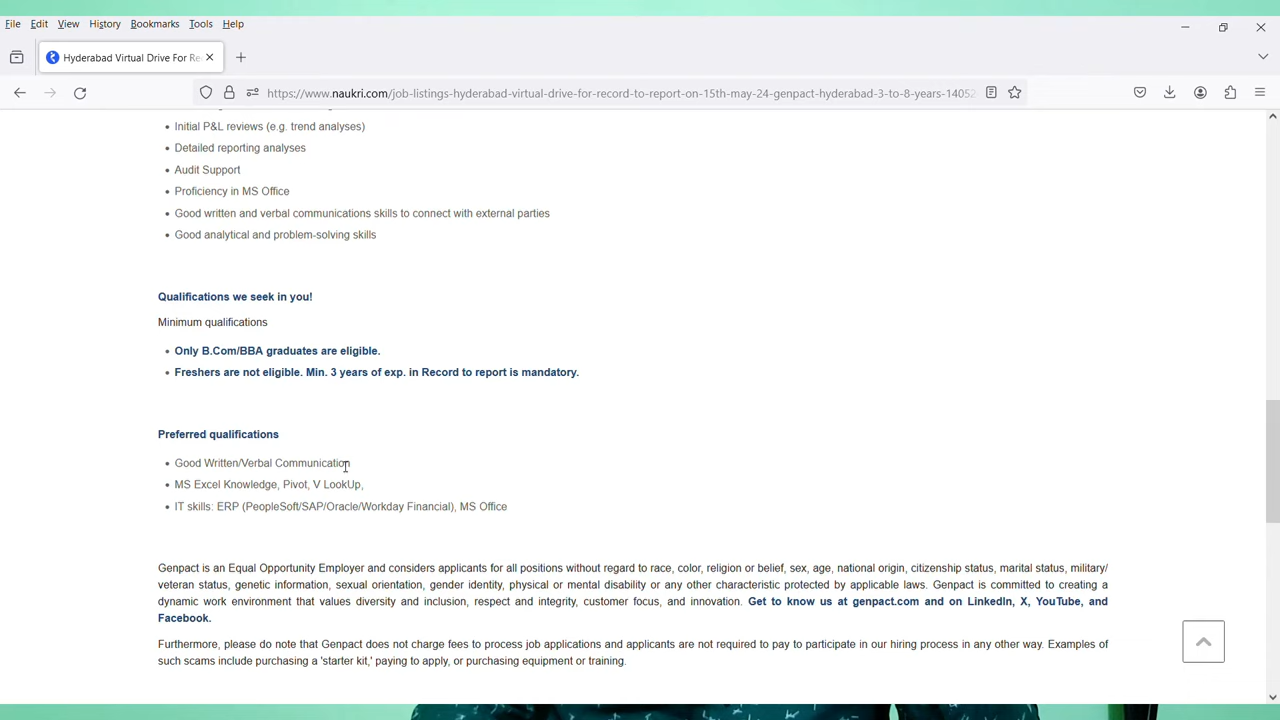 File Edit View History Bookmarks Tools Help
Hyderabad Virtual Drive For Re
https://www.naukri.com/job-listings-hyderabad-virtual-drive-for-record-to-report-on-15th-may-24-genpact-hyderabad-3-to-8-years-14052
• Initial P&L reviews (e.g. trend analyses)
• Detailed reporting analyses
• Audit Support
• Proficiency in MS Office
• Good written and verbal communications skills to connect with external parties
• Good analytical and problem-solving skills
Qualifications we seek in you!
Minimum qualifications
• Only B.Com/BBA graduates are eligible.
• Freshers are not eligible. Min. 3 years of exp. in Record to report is mandatory.
Preferred qualifications
• Good Written/Verbal Communication
• MS Excel Knowledge, Pivot, V LookUp,
• IT skills: ERP (PeopleSoft/SAP/Oracle/Workday Financial), MS Office
Genpact is an Equal Opportunity Employer and considers applicants for all positions without regard to race, color, religion or belief, sex, age, national origin, citizenship status, marital status, military/
veteran status, genetic information, sexual orientation, gender identity, physical or mental disability or any other characteristic protected by applicable laws. Genpact is committed to creating a
dynamic work environment that values diversity and inclusion, respect and integrity, customer focus, and innovation. Get to know us at genpact.com and on LinkedIn, X, YouTube, and
Facebook.
Furthermore, please do note that Genpact does not charge fees to process job applications and applicants are not required to pay to participate in our hiring process in any other way. Examples of
such scams include purchasing a 'starter kit,' paying to apply, or purchasing equipment or training.